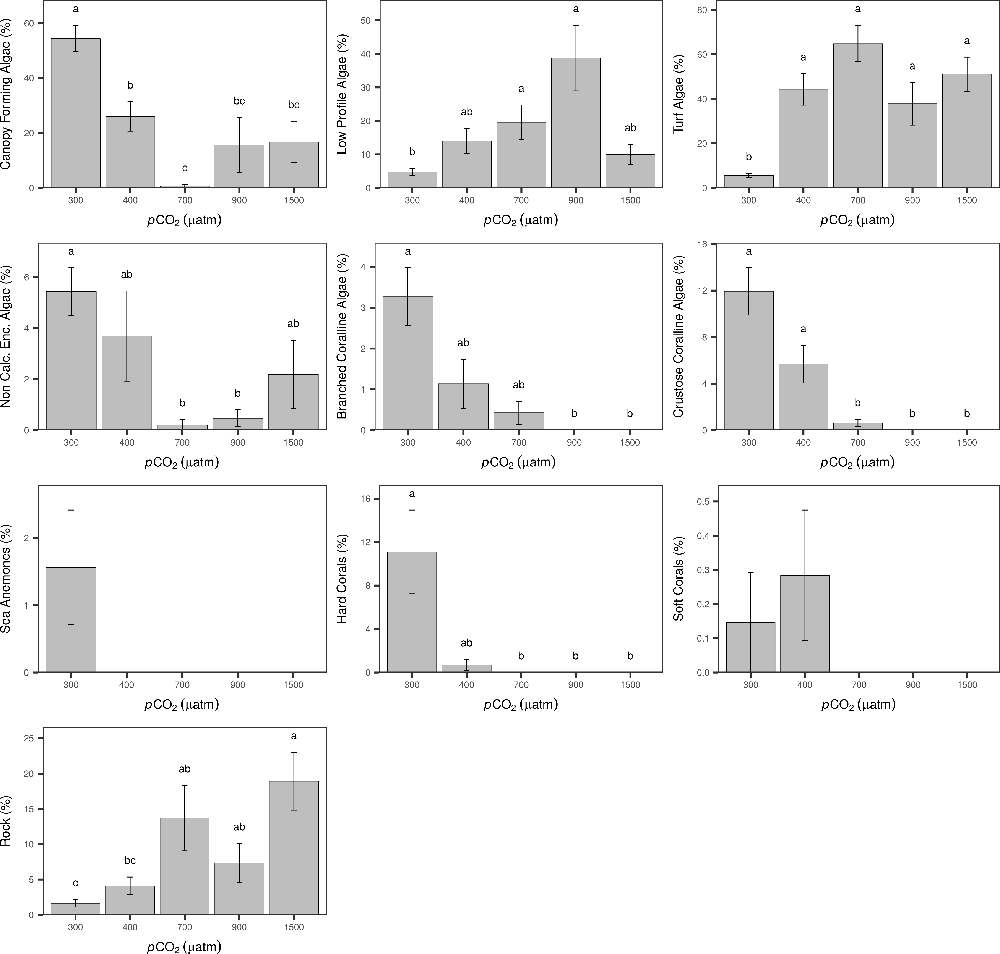 Canopy Forming Algae (%)
60
40
20
0
a
b
c
bc
bc
300 400 700 900 1500
pCO₂ (μatm)
Low Profile Algae (%)
50
40
30
20
10
0
b
ab
a
a
ab
300 400 700 900 1500
pCO₂ (μatm)
Turf Algae (%)
80
60
40
20
0
b
a
a
a
a
300 400 700 900 1500
pCO₂ (μatm)
Non Calc. Enc. Algae (%)
6
4
2
0
a
ab
b
b
ab
300 400 700 900 1500
pCO₂ (μatm)
Branched Coralline Algae (%)
4
3
2
1
0
a
ab
ab
b
b
300 400 700 900 1500
pCO₂ (μatm)
Crustose Coralline Algae (%)
16
12
8
4
0
a
a
b
b
b
300 400 700 900 1500
pCO₂ (μatm)
Sea Anemones (%)
2
1
0
300 400 700 900 1500
pCO₂ (μatm)
Hard Corals (%)
16
12
8
4
0
a
ab
b
b
b
300 400 700 900 1500
pCO₂ (μatm)
Soft Corals (%)
0.5
0.4
0.3
0.2
0.1
0.0
300 400 700 900 1500
pCO₂ (μatm)
Rock (%)
25
20
15
10
5
0
c
bc
ab
ab
a
300 400 700 900 1500
pCO₂ (μatm)